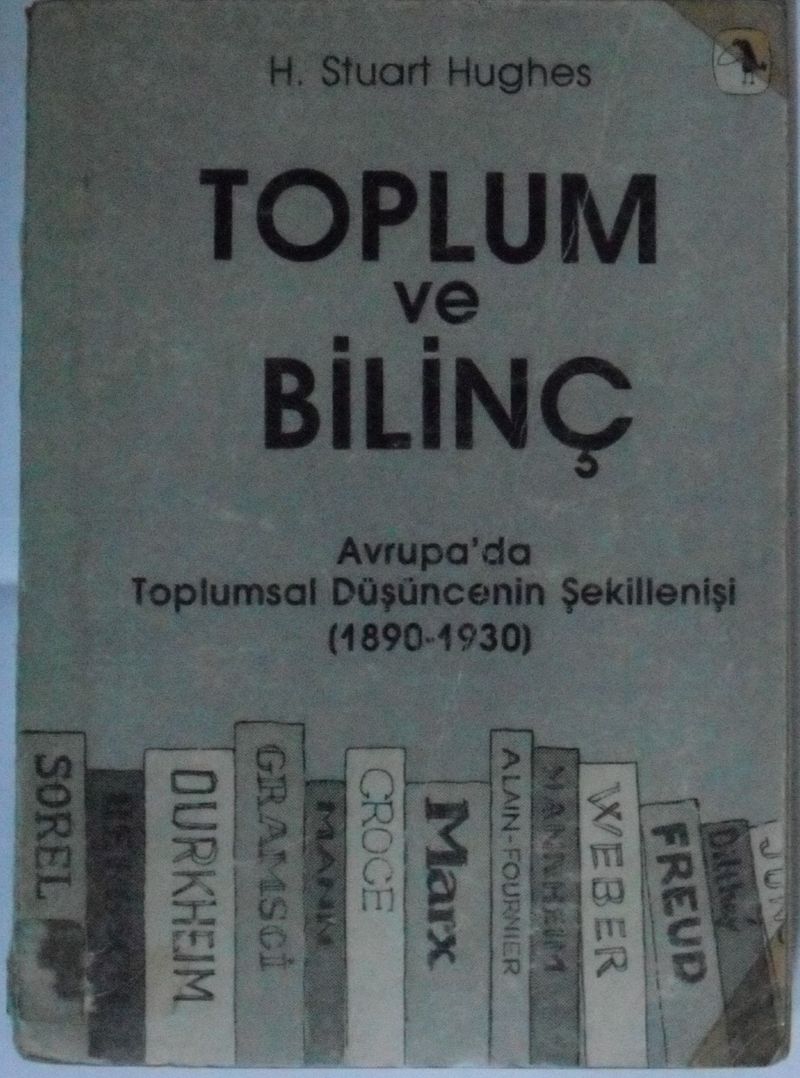 H. Stuart Hughes
TOPLUM
ve
BİLİNÇ
Avrupa'da
Toplumsal Düşüncenin Şekillenişi
(1890-1930)
SOREL
DURKHEIM
GRAMSCİ
MANN
CROCE
Marx
ALAIN-FOURNIER
MANNHEIM
WEBER
FREUD
Dilthey